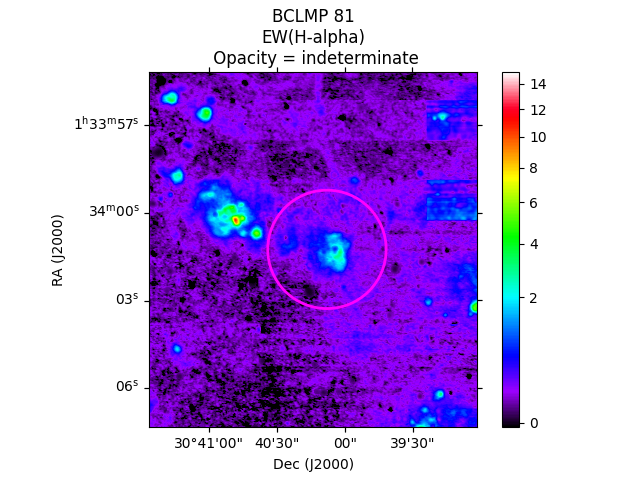 BCLMP 81
EW(H-alpha)
Opacity = indeterminate
RA (J2000)
1ʰ33ᵐ57ˢ
34ᵐ00ˢ
03ˢ
06ˢ
30°41'00" 40'30" 00" 39'30"
Dec (J2000)
14
12
10
8
6
4
2
0